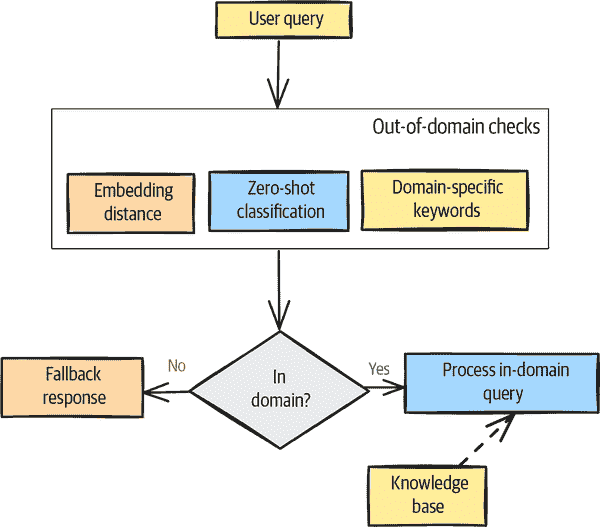 User query
Out-of-domain checks
Embedding
distance
Zero-shot
classification
Domain-specific
keywords
No
In
domain?
Yes
Fallback
response
Process in-domain
query
Knowledge
base